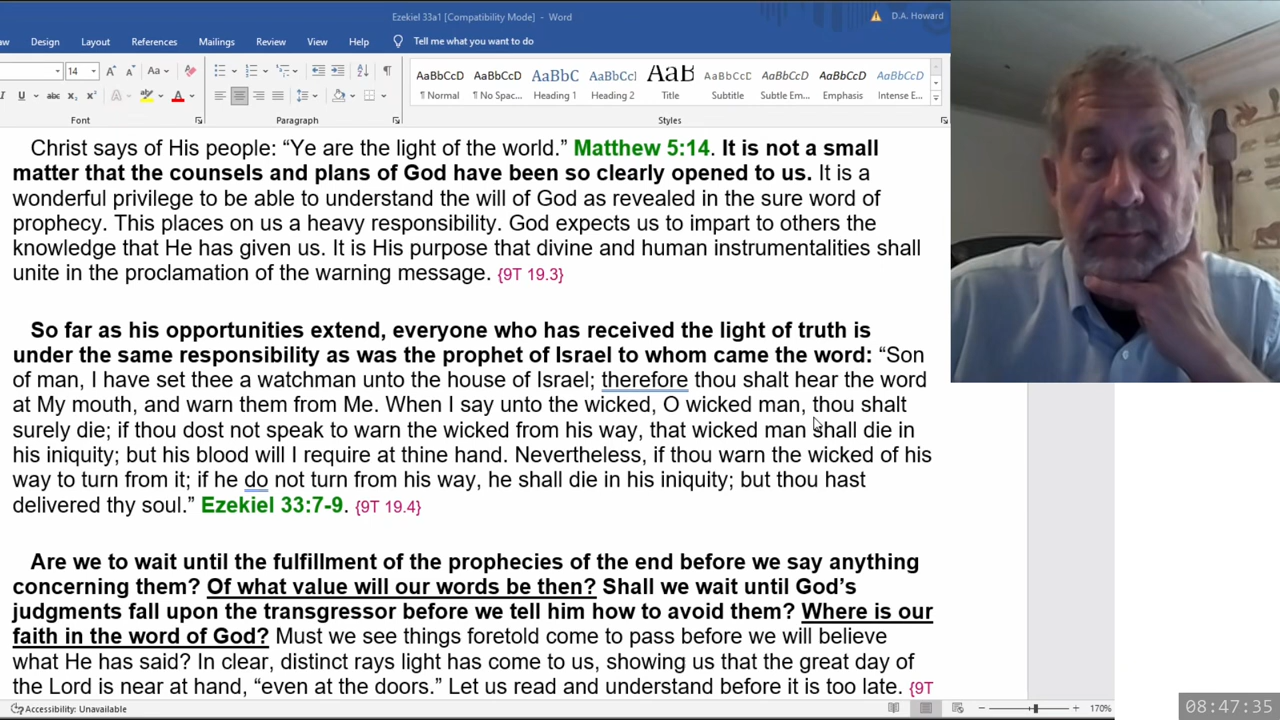 Ezekiel 33a1 [Compatibility Mode] - Word
D.A. Howard
Design Layout References Mailings Review View Help Tell me what you want to do
14
Aa
AaBbCcD AaBbCcD AaBbC AaBbCcl AaB AaBbCcD AaBbCcD AaBbCcD AaBbCcD
¶ Normal ¶ No Spac... Heading 1 Heading 2 Title Subtitle Subtle Em... Emphasis Intense E...
Font Paragraph Styles
Christ says of His people: “Ye are the light of the world.” Matthew 5:14. It is not a small
matter that the counsels and plans of God have been so clearly opened to us. It is a
wonderful privilege to be able to understand the will of God as revealed in the sure word of
prophecy. This places on us a heavy responsibility. God expects us to impart to others the
knowledge that He has given us. It is His purpose that divine and human instrumentalities shall
unite in the proclamation of the warning message. {9T 19.3}
So far as his opportunities extend, everyone who has received the light of truth is
under the same responsibility as was the prophet of Israel to whom came the word: “Son
of man, I have set thee a watchman unto the house of Israel; therefore thou shalt hear the word
at My mouth, and warn them from Me. When I say unto the wicked, O wicked man, thou shalt
surely die; if thou dost not speak to warn the wicked from his way, that wicked man shall die in
his iniquity; but his blood will I require at thine hand. Nevertheless, if thou warn the wicked of his
way to turn from it; if he do not turn from his way, he shall die in his iniquity; but thou hast
delivered thy soul.” Ezekiel 33:7-9. {9T 19.4}
Are we to wait until the fulfillment of the prophecies of the end before we say anything
concerning them? Of what value will our words be then? Shall we wait until God’s
judgments fall upon the transgressor before we tell him how to avoid them? Where is our
faith in the word of God? Must we see things foretold come to pass before we will believe
what He has said? In clear, distinct rays light has come to us, showing us that the great day of
the Lord is near at hand, “even at the doors.” Let us read and understand before it is too late. {9T
Accessibility: Unavailable
170%
08:47:35